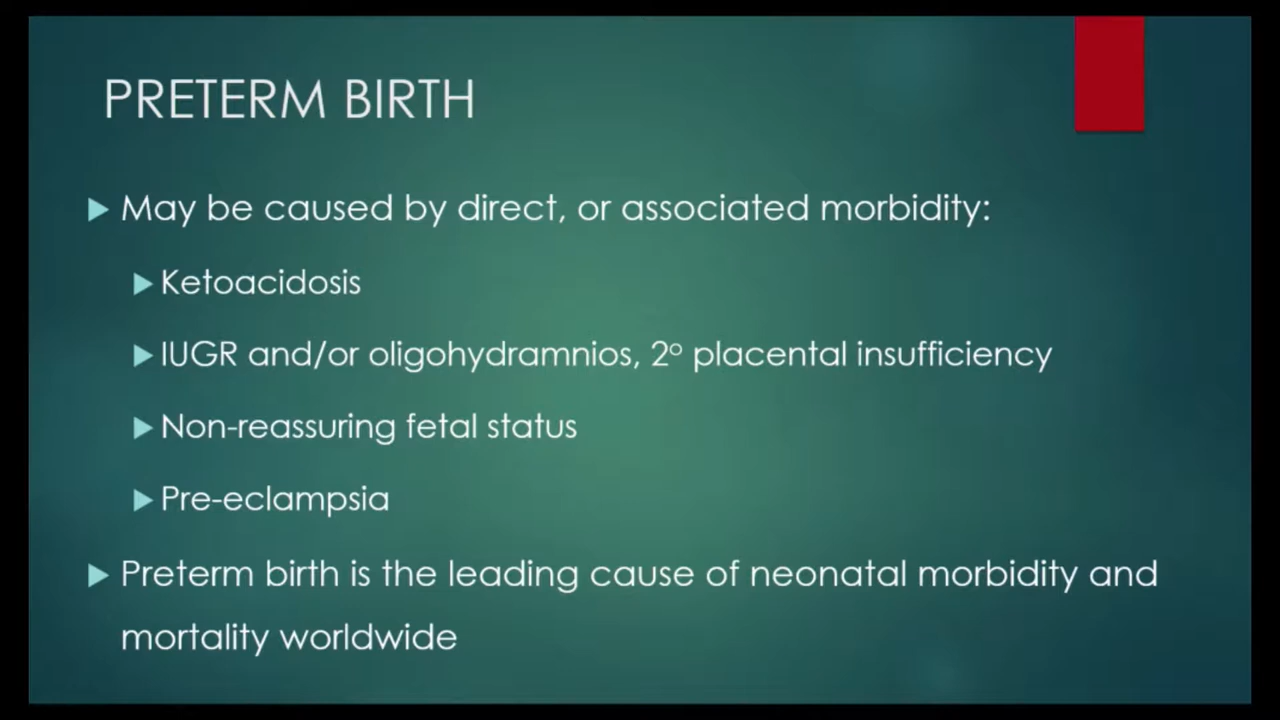 PRETERM BIRTH
May be caused by direct, or associated morbidity:
Ketoacidosis
IUGR and/or oligohydramnios, 2º placental insufficiency
Non-reassuring fetal status
Pre-eclampsia
Preterm birth is the leading cause of neonatal morbidity and
mortality worldwide